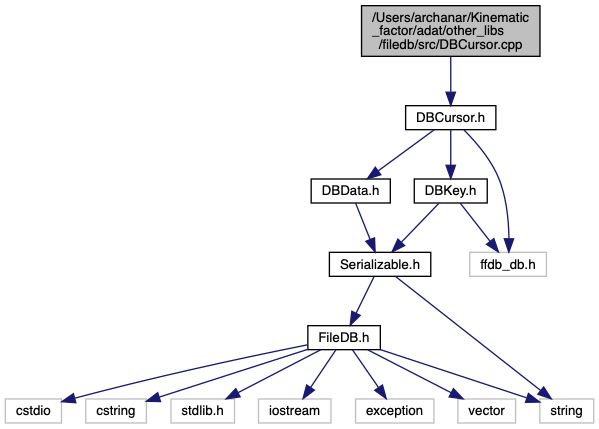 /Users/archanar/Kinematic
_factor/adat/other_libs
/filedb/src/DBCursor.cpp
DBCursor.h
DBData.h
DBKey.h
Serializable.h
ffdb_db.h
FileDB.h
cstdio
cstring
stdlib.h
iostream
exception
vector
string